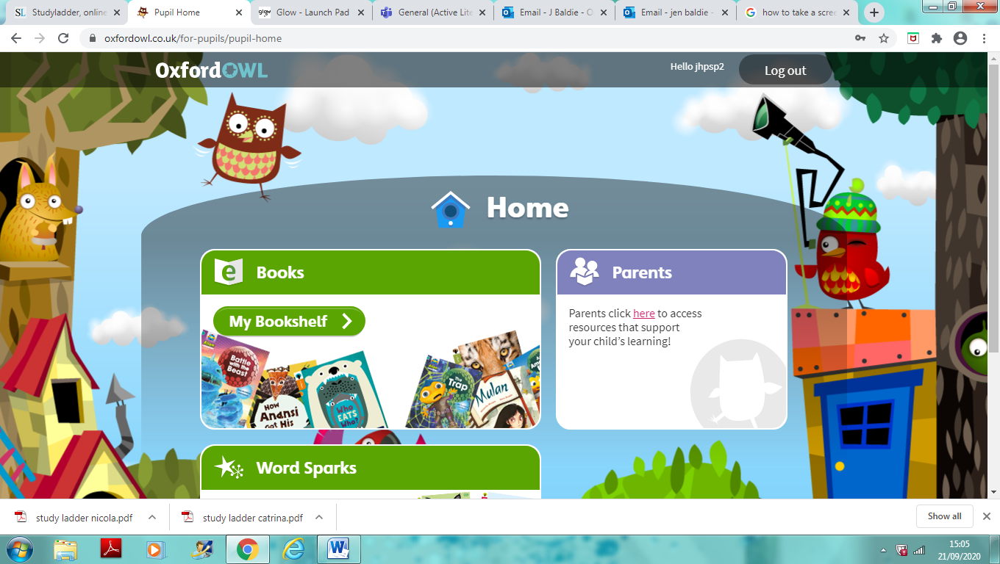 Studyladder, online
Pupil Home
Glow - Launch Pad
General (Active Lite
Email - J Baldie - O
Email - jen baldie -
how to take a scree
oxfordowl.co.uk/for-pupils/pupil-home
OxfordOWL
Hello jhpsp2
Log out
Home
e
Books
My Bookshelf
Battle with the Beast
How Anansi Got His
Who EATS Who?
The Trap
Mulan
Parents
Parents click here to access
resources that support
your child's learning!
Word Sparks
study ladder nicola.pdf
study ladder catrina.pdf
Show all
15:05
21/09/2020